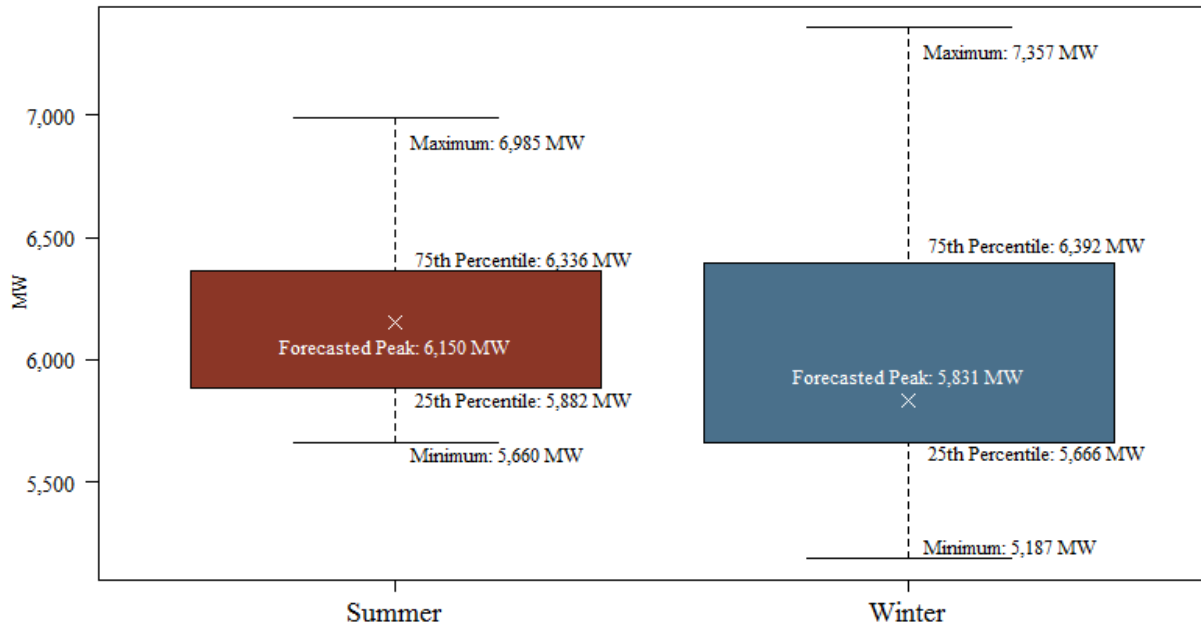 Maximum: 7,357 MW
7,000
Maximum: 6,985 MW
6,500
75th Percentile: 6,392 MW
75th Percentile: 6,336 MW
MW
Forecasted Peak: 6,150 MW
6,000
Forecasted Peak: 5,831 MW
25th Percentile: 5,882 MW
Minimum: 5,660 MW
25th Percentile: 5,666 MW
5,500
Minimum: 5,187 MW
Summer
Winter